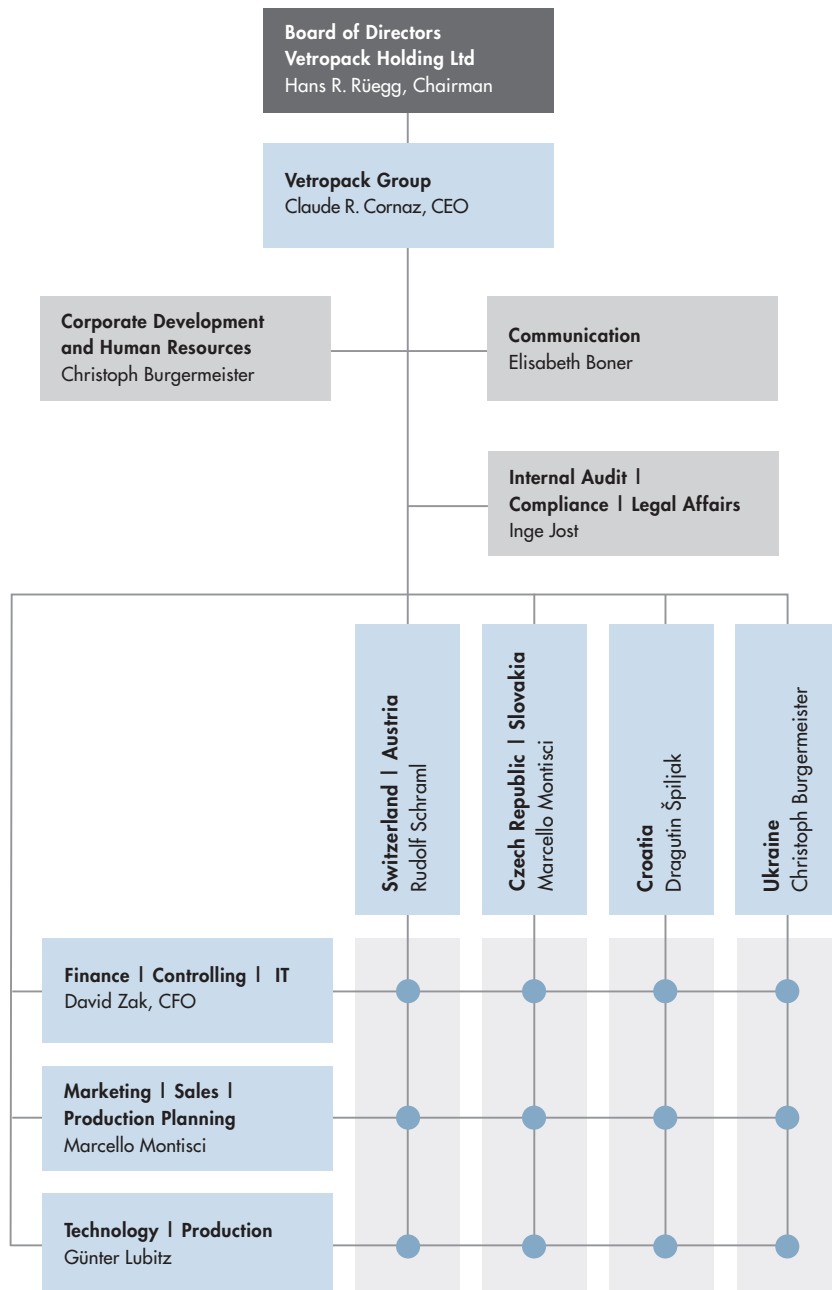 Board of Directors
Vetropack Holding Ltd
Hans R. Rüegg, Chairman
Vetropack Group
Claude R. Cornaz, CEO
Corporate Development
and Human Resources
Christoph Burgermeister
Communication
Elisabeth Boner
Internal Audit |
Compliance | Legal Affairs
Inge Jost
Switzerland | Austria
Rudolf Schraml
Czech Republic | Slovakia
Marcello Montisci
Croatia
Dragutin Špiljak
Ukraine
Christoph Burgermeister
Finance | Controlling | IT
David Zak, CFO
Marketing | Sales |
Production Planning
Marcello Montisci
Technology | Production
Günter Lubitz